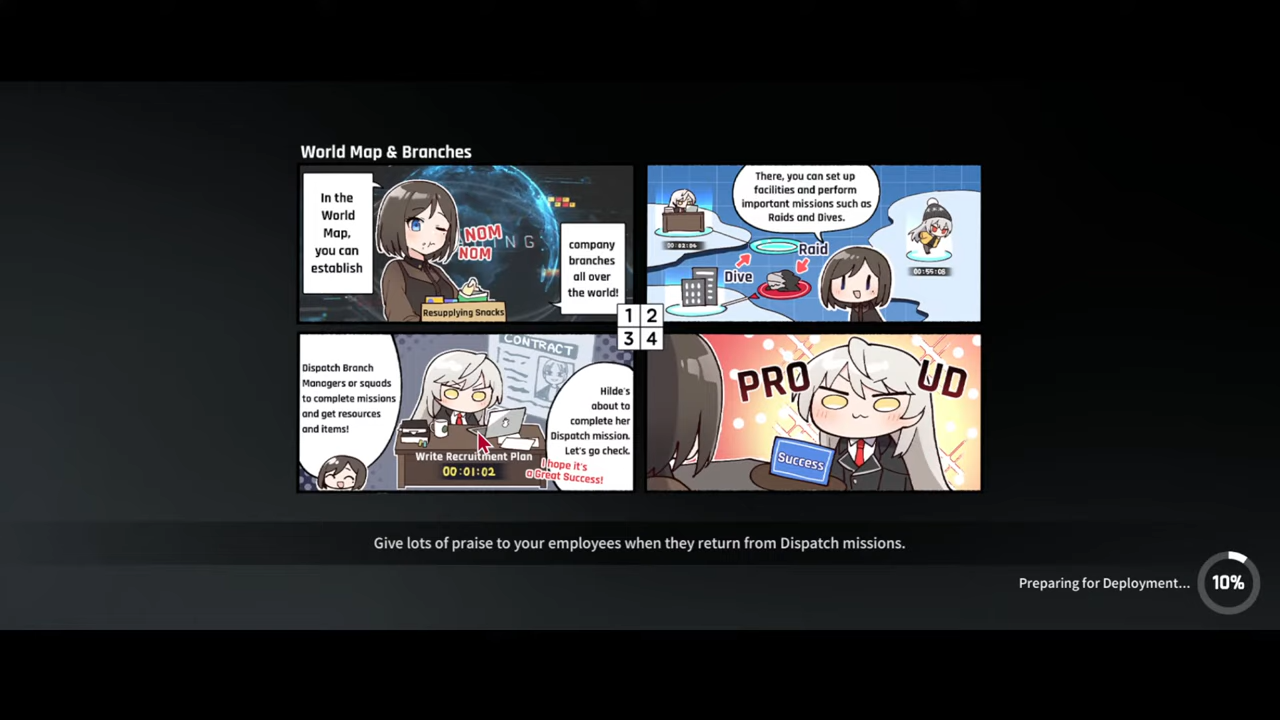 World Map & Branches
In the
World
Map,
you can
establish
NOM
NOM
company
branches
all over
the world!
Resupplying Snacks
There, you can set up
facilities and perform
important missions such as
Raids and Dives.
00:02:04
Raid
Dive
00:55:06
1 2
3 4
Dispatch Branch
Managers or squads
to complete missions
and get resources
and items!
CONTRACT
Hilde's
about to
complete her
Dispatch mission.
Let's go check.
I hope it's
a Great Success!
Write Recruitment Plan
00:01:02
PRO UD
Success
Give lots of praise to your employees when they return from Dispatch missions.
Preparing for Deployment...
10%